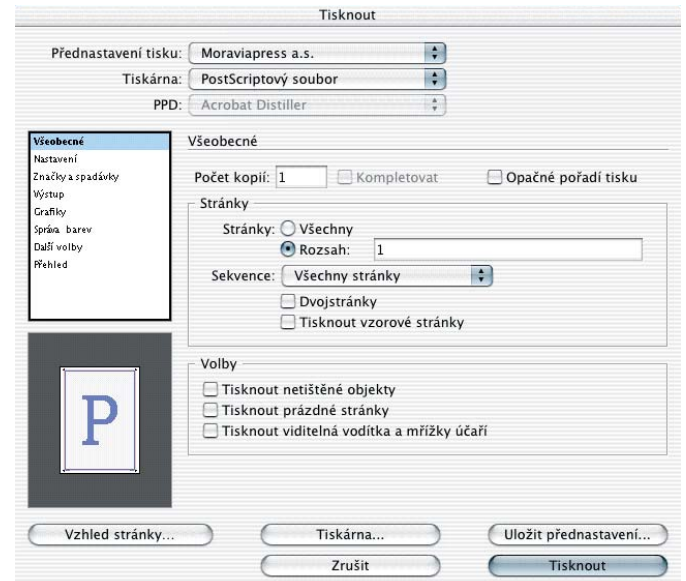 Tisknout
Přednastavení tisku: Moraviapress a.s.
Tiskárna: PostScriptový soubor
PPD: Acrobat Distiller
Všeobecné
Nastavení
Značky a spadávky
Výstup
Grafiky
Správa barev
Další volby
Přehled
P
Všeobecné
Počet kopií: 1 Kompletovat Opačné pořadí tisku
Stránky
Stránky: Všechny
Rozsah: 1
Sekvence: Všechny stránky
Dvojstránky
Tisknout vzorové stránky
Volby
Tisknout netištěné objekty
Tisknout prázdné stránky
Tisknout viditelná vodítka a mřížky účaří
Vzhled stránky... Tiskárna... Uložit přednastavení...
Zrušit Tisknout